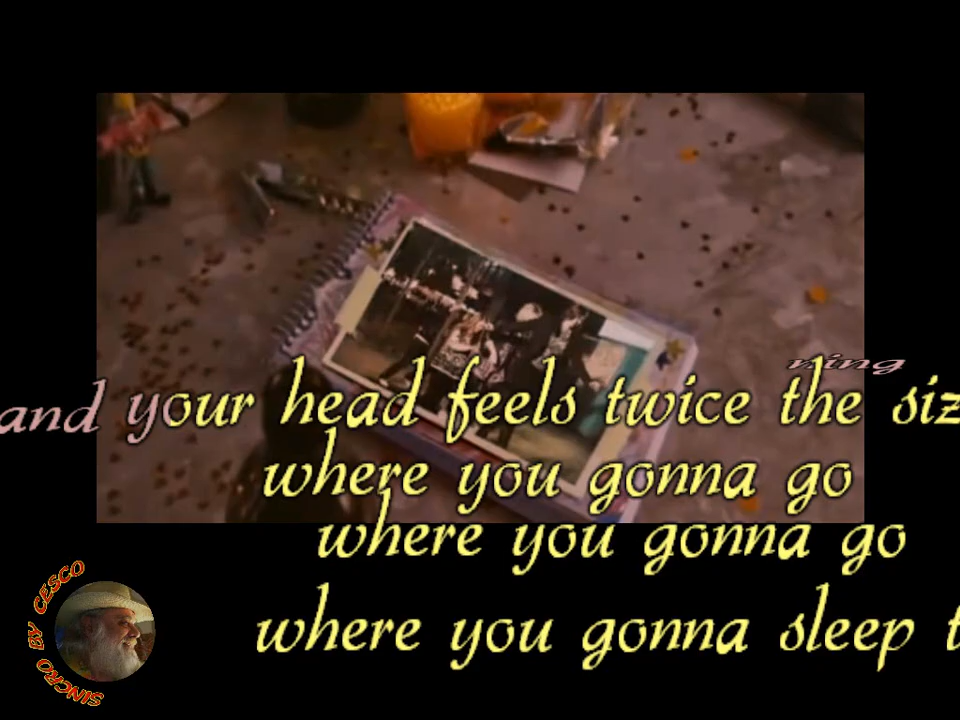 ning
and your head feels twice the siz
where you gonna go
where you gonna go
where you gonna sleep t
SINCRO BY CESCO